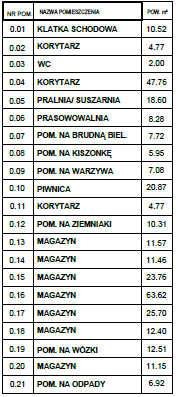 NR POM. NAZWA POMIESZCZENIA POW. m²
0.01 KLATKA SCHODOWA 10.52
0.02 KORYTARZ 4.77
0.03 WC 2.00
0.04 KORYTARZ 47.76
0.05 PRALNIA/ SUSZARNIA 18.60
0.06 PRASOWOWALNIA 8.28
0.07 POM. NA BRUDNĄ BIEL. 7.72
0.08 POM. NA KISZONKĘ 5.95
0.09 POM. NA WARZYWA 7.08
0.10 PIWNICA 20.87
0.11 KORYTARZ 4.77
0.12 POM. NA ZIEMNIAKI 10.31
0.13 MAGAZYN 11.57
0.14 MAGAZYN 11.46
0.15 MAGAZYN 23.76
0.16 MAGAZYN 63.62
0.17 MAGAZYN 25.70
0.18 MAGAZYN 12.40
0.19 POM. NA WÓZKI 12.51
0.20 MAGAZYN 11.15
0.21 POM. NA ODPADY 6.92